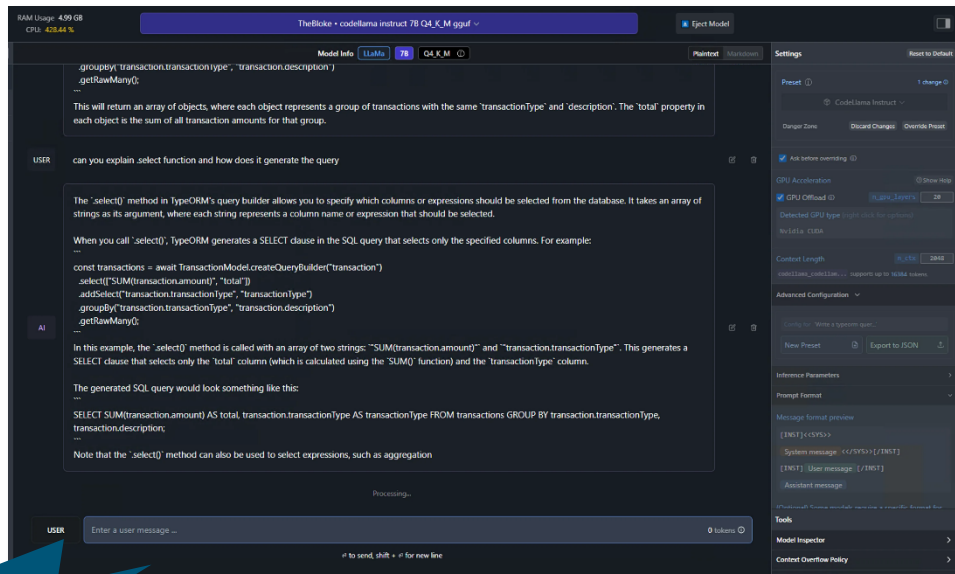 RAM Usage 4.99 GB
CPU: 428.44 %
TheBloke • codellama instruct 7B Q4_K_M gguf
Eject Model
Model Info LLaMa 7B Q4_K_M
Plaintext Markdown
Settings Reset to Default
.groupBy("transaction.transactionType", "transaction.description")
.getRawMany();
```
This will return an array of objects, where each object represents a group of transactions with the same `transactionType` and `description`. The `total` property in
each object is the sum of all transaction amounts for that group.
USER
can you explain .select function and how does it generate the query
AI
The `.select()` method in TypeORM's query builder allows you to specify which columns or expressions should be selected from the database. It takes an array of
strings as its argument, where each string represents a column name or expression that should be selected.
When you call `.select()`, TypeORM generates a SELECT clause in the SQL query that selects only the specified columns. For example:
```
const transactions = await TransactionModel.createQueryBuilder("transaction")
.select(["SUM(transaction.amount)", "total"])
.addSelect("transaction.transactionType", "transactionType")
.groupBy("transaction.transactionType", "transaction.description")
.getRawMany();
```
In this example, the `.select()` method is called with an array of two strings: `"SUM(transaction.amount)"` and `"transaction.transactionType"`. This generates a
SELECT clause that selects only the `total` column (which is calculated using the `SUM()` function) and the `transactionType` column.
The generated SQL query would look something like this:
```
SELECT SUM(transaction.amount) AS total, transaction.transactionType AS transactionType FROM transactions GROUP BY transaction.transactionType,
transaction.description;
```
Note that the `.select()` method can also be used to select expressions, such as aggregation
Processing...
USER
Enter a user message ...
0 tokens
to send, shift + for new line
Preset 1 change
CodeLlama Instruct
Danger Zone Discard Changes Override Preset
Ask before overriding
GPU Acceleration Show Help
GPU Offload n_gpu_layers 20
Detected GPU type (right click for options)
Nvidia CUDA
Context Length n_ctx 2048
codellama_codellam... supports up to 16384 tokens.
Advanced Configuration
Config for Write a typeorm quer...
New Preset Export to JSON
Inference Parameters
Prompt Format
Message format preview
[INST]<<SYS>>
System message <</SYS>>[/INST]
[INST] User message [/INST]
Assistant message
(Optional) Some models require a specific format for
Tools
Model Inspector
Context Overflow Policy